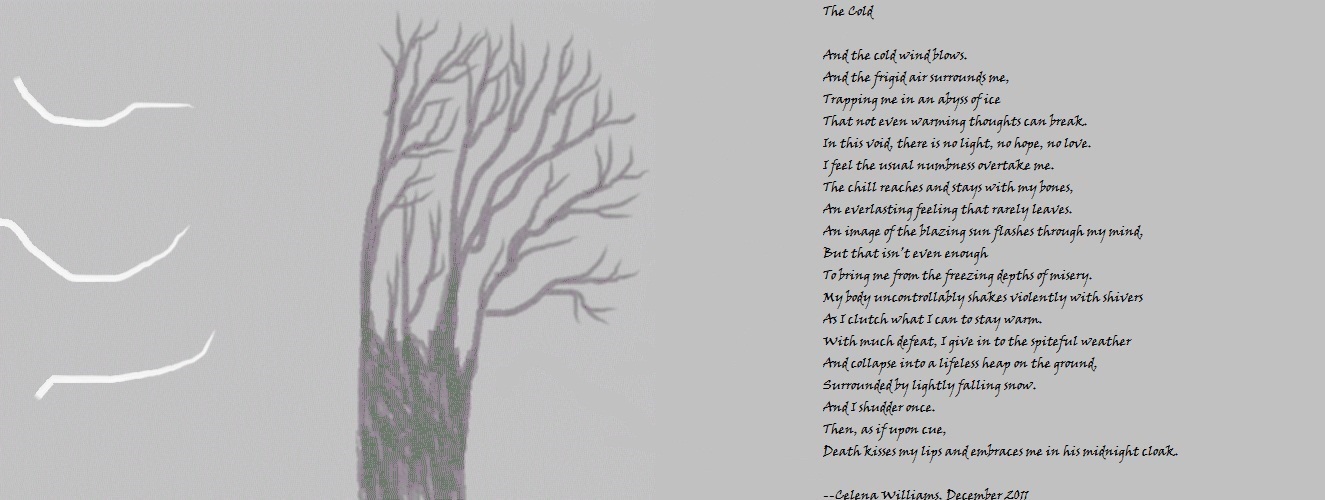 The Cold
And the cold wind blows.
And the frigid air surrounds me,
Trapping me in an abyss of ice
That not even warming thoughts can break.
In this void, there is no light, no hope, no love.
I feel the usual numbness overtake me.
The chill reaches and stays with my bones,
An everlasting feeling that rarely leaves.
An image of the blazing sun flashes through my mind,
But that isn't even enough
To bring me from the freezing depths of misery.
My body uncontrollably shakes violently with shivers
As I clutch what I can to stay warm.
With much defeat, I give in to the spiteful weather
And collapse into a lifeless heap on the ground,
Surrounded by lightly falling snow.
And I shudder once.
Then, as if upon cue,
Death kisses my lips and embraces me in his midnight cloak.
--Celena Williams, December 2011